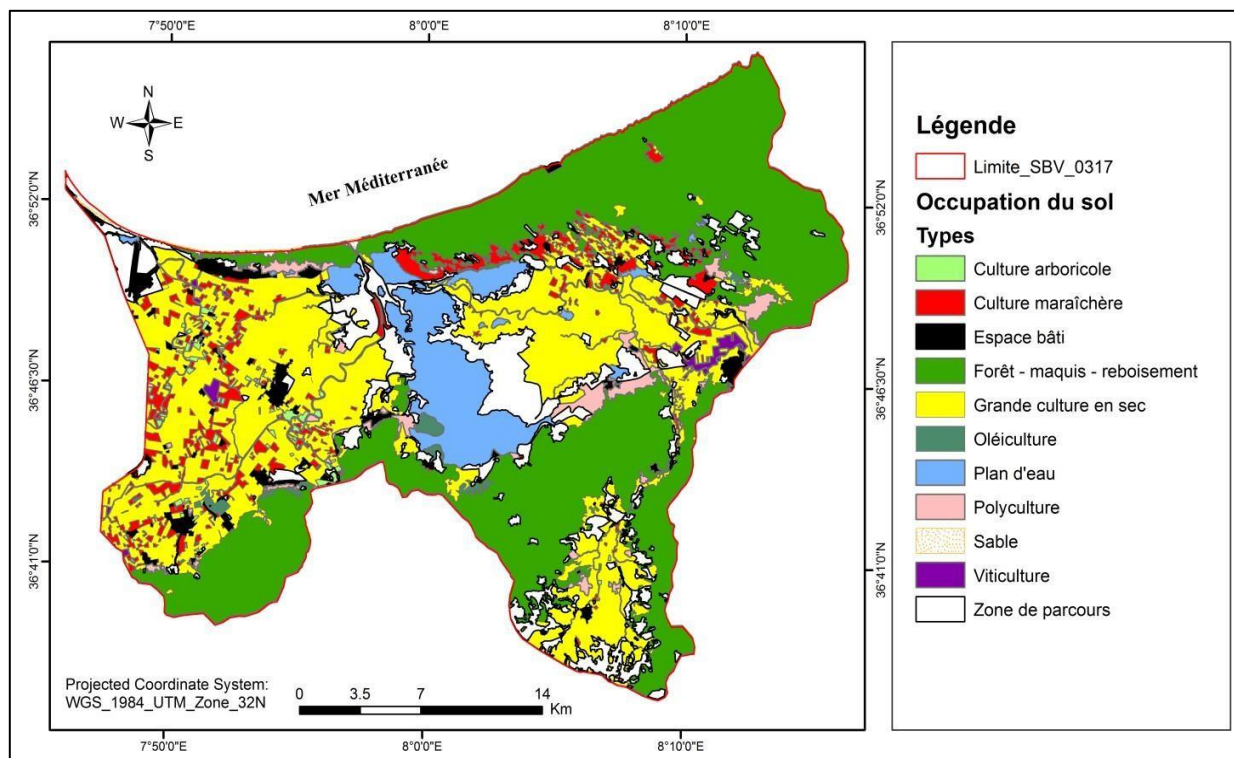 7°50'0"E
8°0'0"E
8°10'0"E
N
W
E
S
Mer Méditerranée
36°52'0"N
36°52'0"N
36°46'30"N
36°46'30"N
36°41'0"N
36°41'0"N
Projected Coordinate System:
WGS_1984_UTM_Zone_32N
0
3.5
7
14
Km
7°50'0"E
8°0'0"E
8°10'0"E
Légende
Limite_SBV_0317
Occupation du sol
Types
Culture arboricole
Culture maraîchère
Espace bâti
Forêt - maquis - reboisement
Grande culture en sec
Oléiculture
Plan d'eau
Polyculture
Sable
Viticulture
Zone de parcours